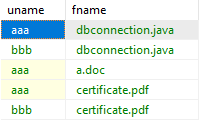 uname fname
aaa dbconnection.java
bbb dbconnection.java
aaa a.doc
aaa certificate.pdf
bbb certificate.pdf